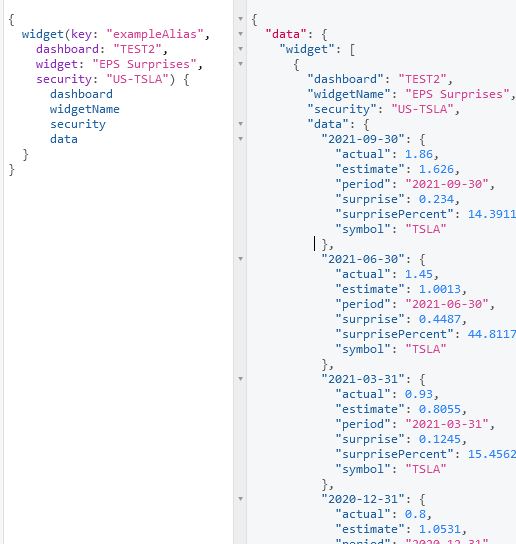 {
  widget(key: "exampleAlias",
    dashboard: "TEST2",
    widget: "EPS Surprises",
    security: "US-TSLA") {
      dashboard
      widgetName
      security
      data
  }
}
{
  "data": {
    "widget": [
      {
        "dashboard": "TEST2",
        "widgetName": "EPS Surprises",
        "security": "US-TSLA",
        "data": {
          "2021-09-30": {
            "actual": 1.86,
            "estimate": 1.626,
            "period": "2021-09-30",
            "surprise": 0.234,
            "surprisePercent": 14.3911
            "symbol": "TSLA"
          },
          "2021-06-30": {
            "actual": 1.45,
            "estimate": 1.0013,
            "period": "2021-06-30",
            "surprise": 0.4487,
            "surprisePercent": 44.8117
            "symbol": "TSLA"
          },
          "2021-03-31": {
            "actual": 0.93,
            "estimate": 0.8055,
            "period": "2021-03-31",
            "surprise": 0.1245,
            "surprisePercent": 15.4562
            "symbol": "TSLA"
          },
          "2020-12-31": {
            "actual": 0.8,
            "estimate": 1.0531,
            "period": "2020-12-31"